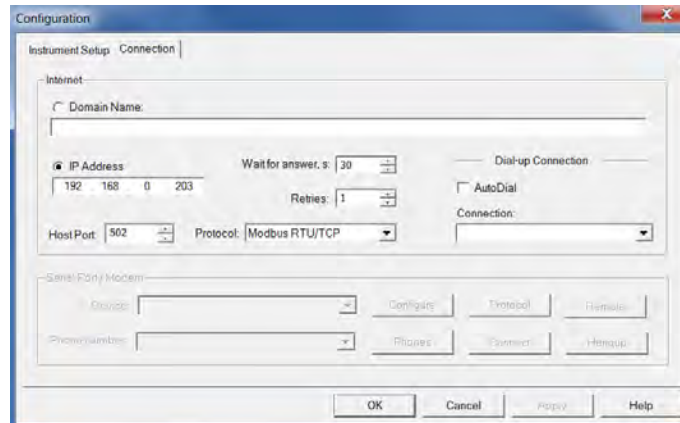 Configuration
Instrument Setup Connection
Internet
Domain Name:
IP Address
192 . 168 . 0 . 203
Wait for answer, s: 30
Retries: 1
Dial-up Connection
AutoDial
Connection:
Host Port: 502
Protocol: Modbus RTU/TCP
Serial Port/ Modem
Device:
Configure Protocol Remote
Phone number:
Phones Connect Hangup
OK Cancel Apply Help